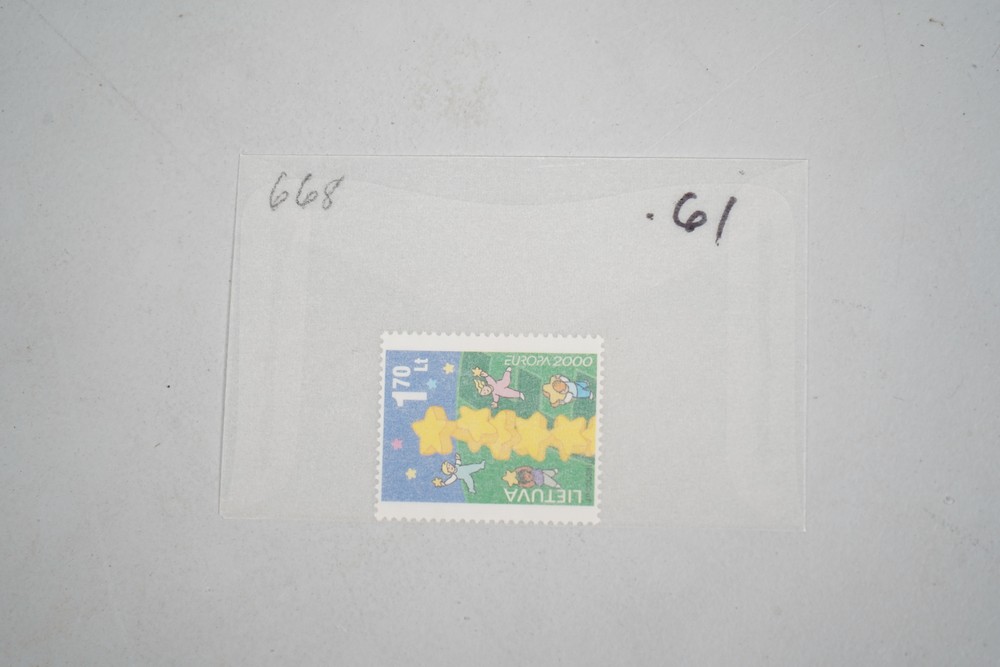 668
.61
1 70 Lt
EUROPA 2000
LIETUVA